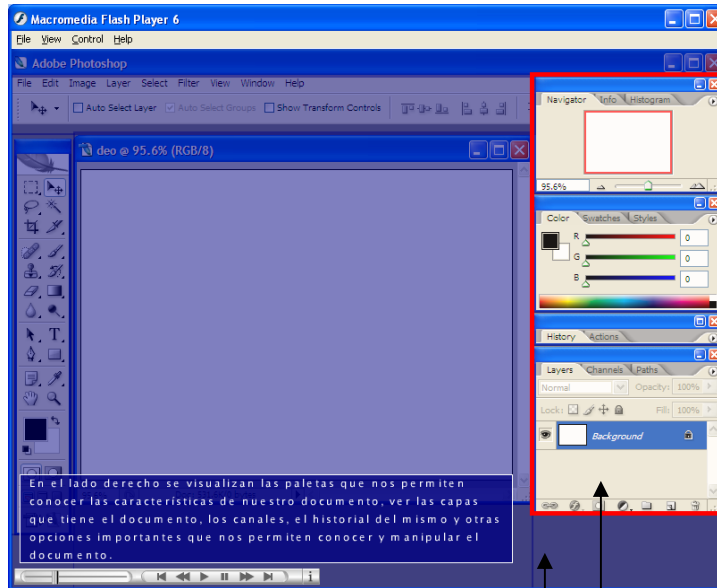 Macromedia Flash Player 6
File View Control Help
Adobe Photoshop
File Edit Image Layer Select Filter View Window Help
Auto Select Layer Auto Select Groups Show Transform Controls
deo @ 95.6% (RGB/8)
Navigator Info Histogram
95.6%
Color Swatches Styles
R 0
G 0
B 0
History Actions
Layers Channels Paths
Normal Opacity: 100%
Lock: Fill: 100%
Background
En el lado derecho se visualizan las paletas que nos permiten
conocer las características de nuestro documento, ver las capas
que tiene el documento, los canales, el historial del mismo y otras
opciones importantes que nos permiten conocer y manipular el
documento.